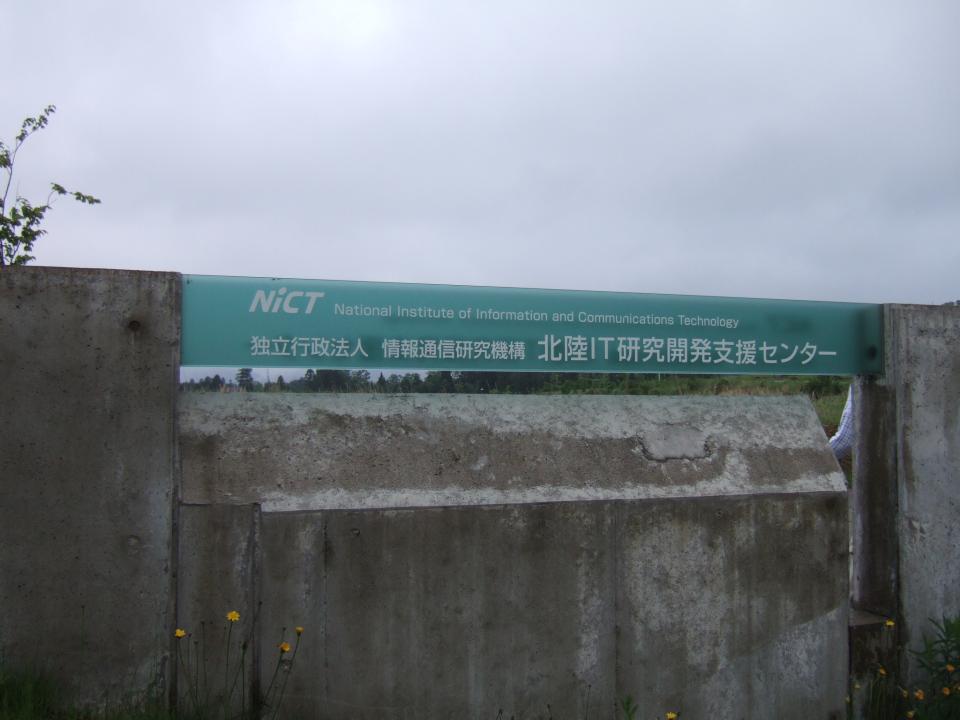 NiCT National Institute of Information and Communications Technology
独立行政法人 情報通信研究機構 北陸IT研究開発支援センター